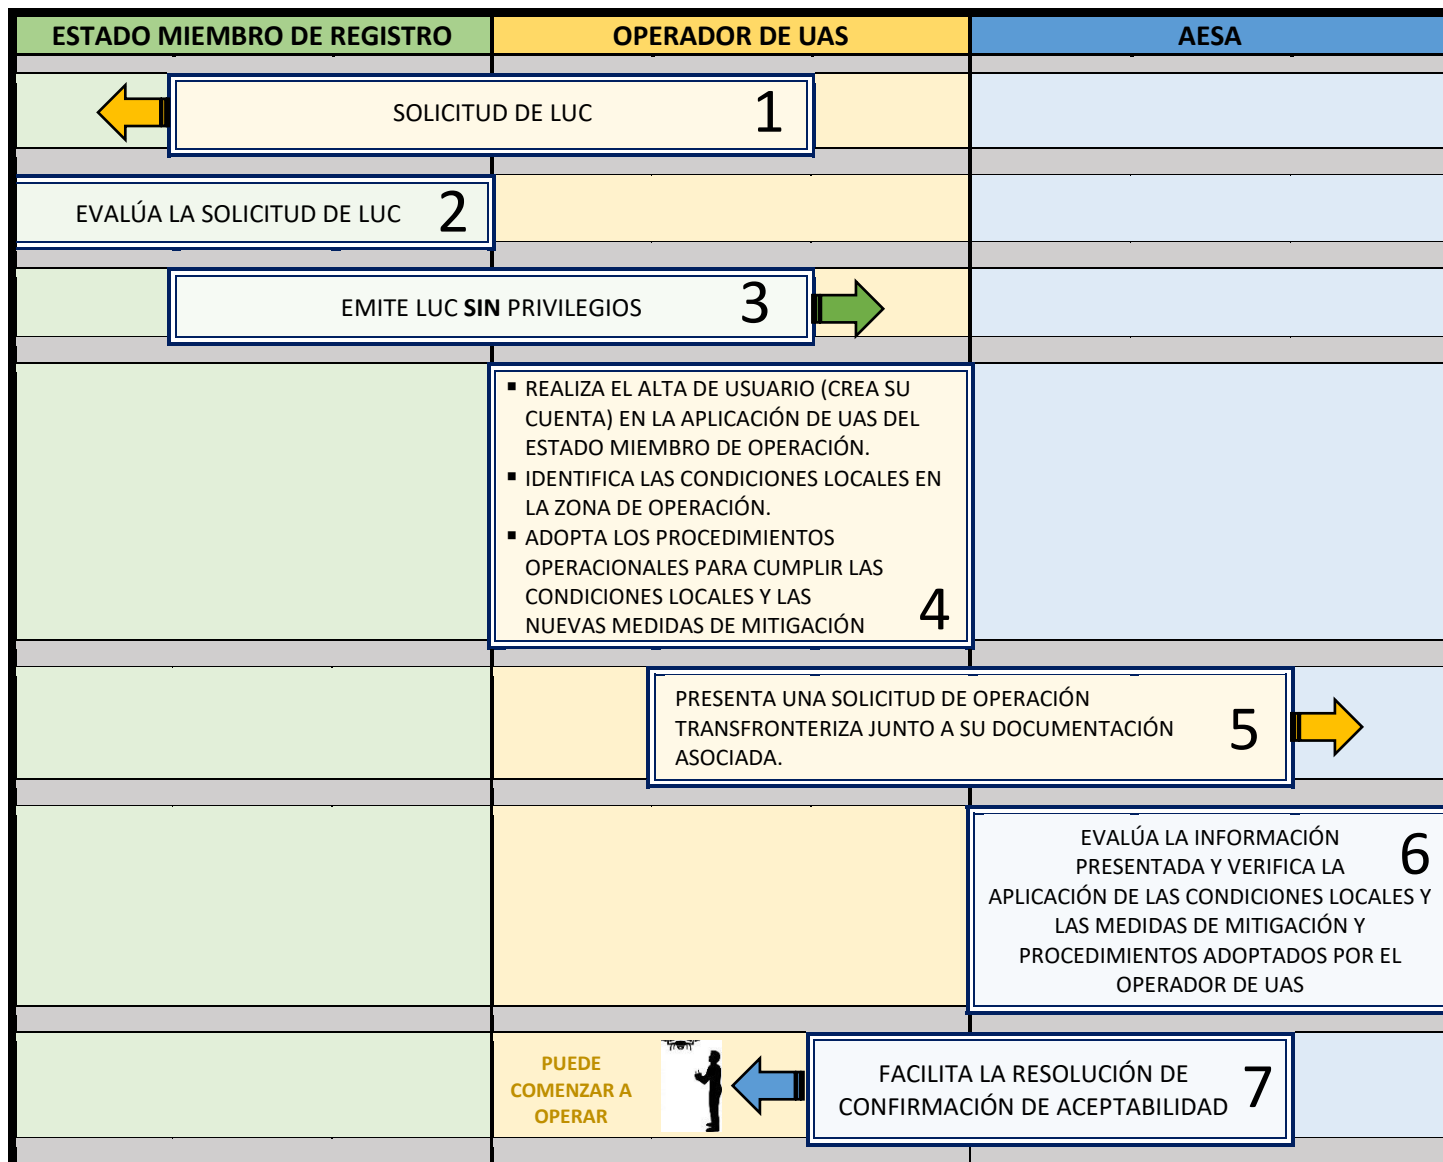 ESTADO MIEMBRO DE REGISTRO
OPERADOR DE UAS
AESA
SOLICITUD DE LUC 1
EVALÚA LA SOLICITUD DE LUC 2
EMITE LUC SIN PRIVILEGIOS 3
▪ REALIZA EL ALTA DE USUARIO (CREA SU
CUENTA) EN LA APLICACIÓN DE UAS DEL
ESTADO MIEMBRO DE OPERACIÓN.
▪ IDENTIFICA LAS CONDICIONES LOCALES EN
LA ZONA DE OPERACIÓN.
▪ ADOPTA LOS PROCEDIMIENTOS
OPERACIONALES PARA CUMPLIR LAS
CONDICIONES LOCALES Y LAS
NUEVAS MEDIDAS DE MITIGACIÓN 4
PRESENTA UNA SOLICITUD DE OPERACIÓN
TRANSFRONTERIZA JUNTO A SU DOCUMENTACIÓN 5
ASOCIADA.
EVALÚA LA INFORMACIÓN 6
PRESENTADA Y VERIFICA LA
APLICACIÓN DE LAS CONDICIONES LOCALES Y
LAS MEDIDAS DE MITIGACIÓN Y
PROCEDIMIENTOS ADOPTADOS POR EL
OPERADOR DE UAS
PUEDE
COMENZAR A
OPERAR
FACILITA LA RESOLUCIÓN DE
CONFIRMACIÓN DE ACEPTABILIDAD 7